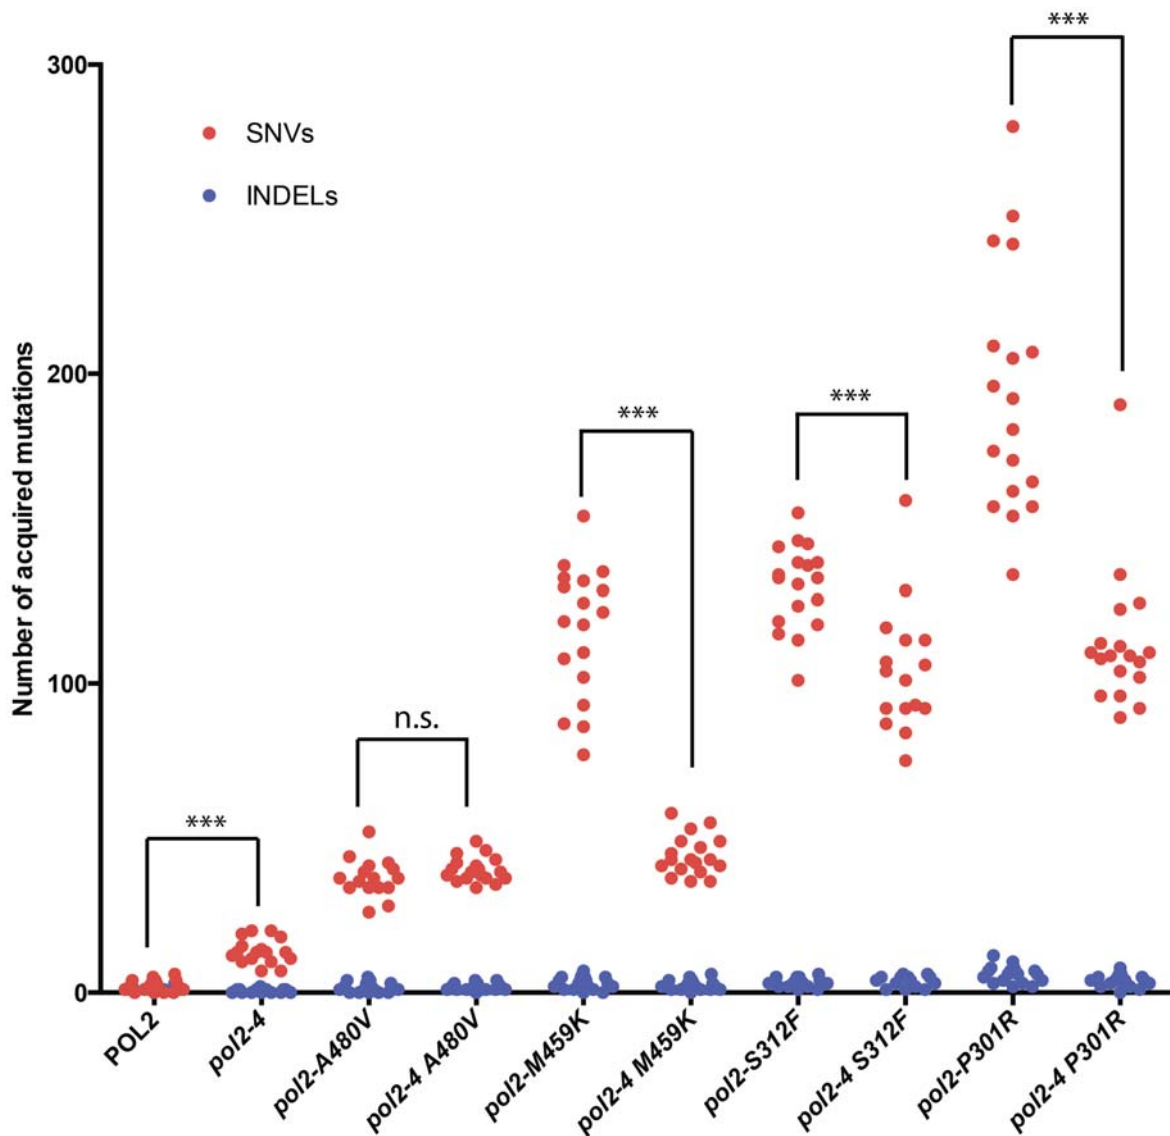 ***
300
SNVs
INDELs
200
***
***
Number of acquired mutations
100
n.s.
***
0
POL2
pol2-4
pol2-A480V
pol2-4 A480V
pol2-M459K
pol2-4 M459K
pol2-S312F
pol2-4 S312F
pol2-P301R
pol2-4 P301R